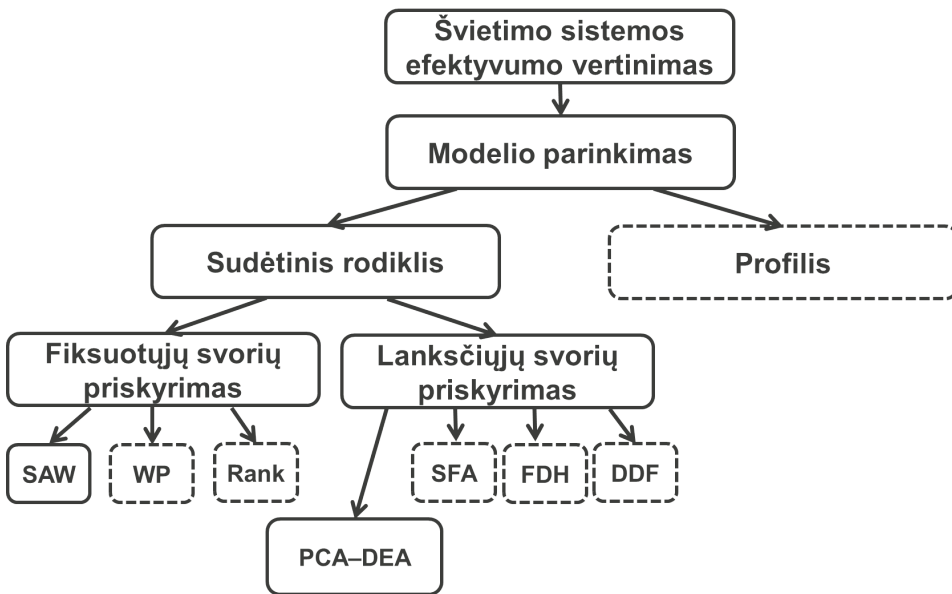 Švietimo sistemos
efektyvumo vertinimas
Modelio parinkimas
Sudėtinis rodiklis
Profilis
Fiksuotųjų svorių
priskyrimas
Lanksčiųjų svorių
priskyrimas
SAW
WP
Rank
SFA
FDH
DDF
PCA–DEA